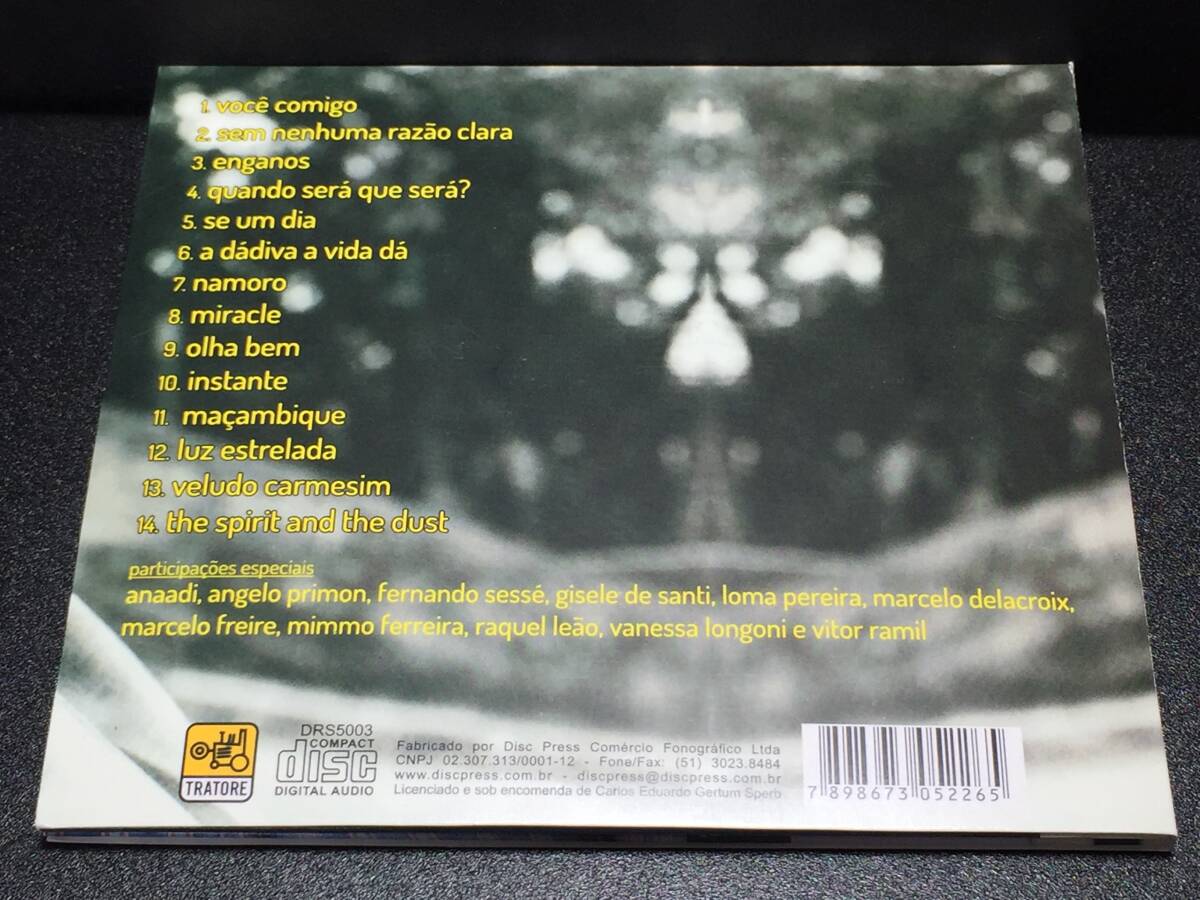 1. você comigo
2. sem nenhuma razão clara
3. enganos
4. quando será que será?
5. se um dia
6. a dádiva a vida dá
7. namoro
8. miracle
9. olha bem
10. instante
11. maçambique
12. luz estrelada
13. veludo carmesim
14. the spirit and the dust
participações especiais
anaadi, angelo primon, fernando sessé, gisele de santi, loma pereira, marcelo delacroix,
marcelo freire, mimmo ferreira, raquel leão, vanessa longoni e vitor ramil
TRATORE
DRS5003
COMPACT
disc
DIGITAL AUDIO
Fabricado por Disc Press Comércio Fonográfico Ltda
CNPJ 02.307.313/0001-12 - Fone/Fax: (51) 3023.8484
www.discpress.com.br - discpress@discpress.com.br
Licenciado e sob encomenda de Carlos Eduardo Gertum Sperb
7 898673 052265